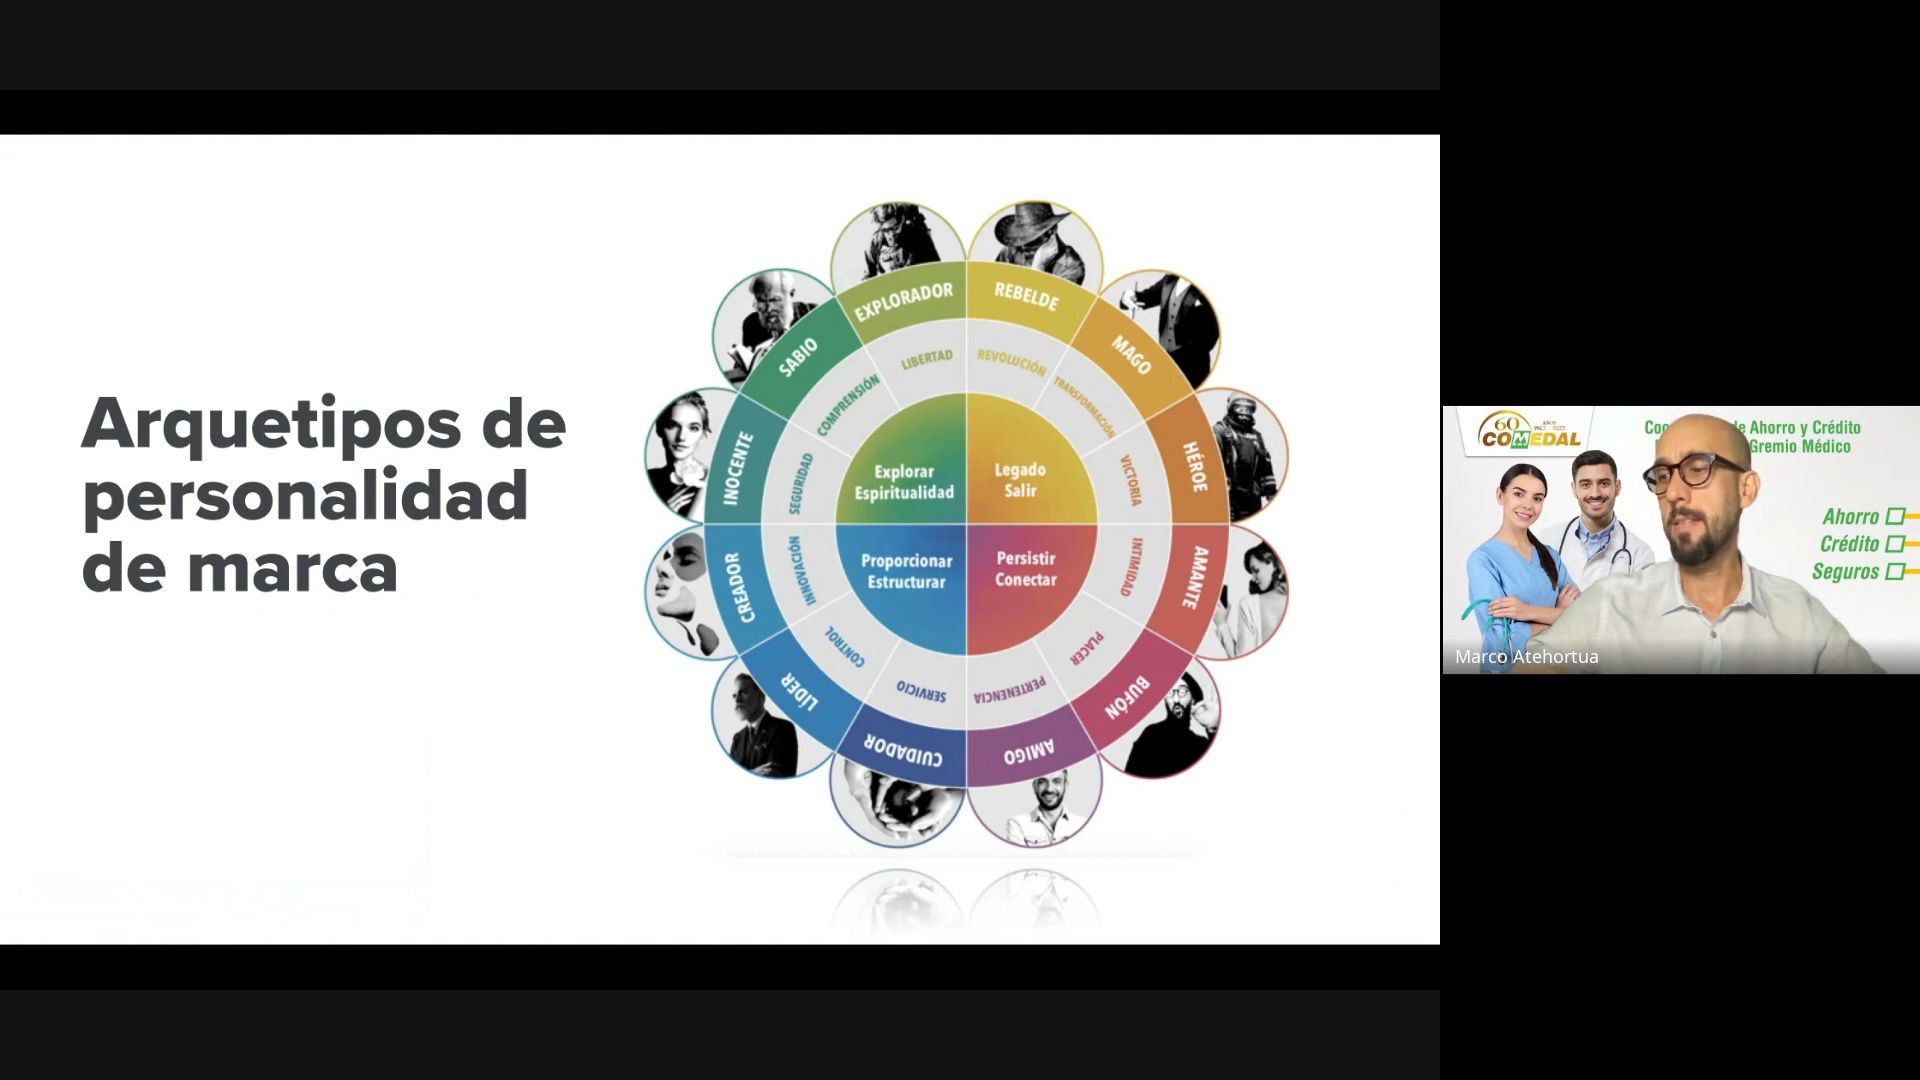 Arquetipos de
personalidad
de marca
EXPLORADOR
REBELDE
MAGO
HÉROE
AMANTE
BUFÓN
AMIGO
CUIDADOR
LÍDER
CREADOR
INOCENTE
SABIO
LIBERTAD
REVOLUCIÓN
TRANSFORMACIÓN
VICTORIA
INTIMIDAD
PLACER
PERTENENCIA
SERVICIO
CONTROL
INNOVACIÓN
SEGURIDAD
COMPRENSIÓN
Explorar
Espiritualidad
Legado
Salir
Proporcionar
Estructurar
Persistir
Conectar
60 AÑOS
COMEDAL
de Ahorro y Crédito
Gremio Médico
Ahorro
Crédito
Seguros
Marco Atehortua